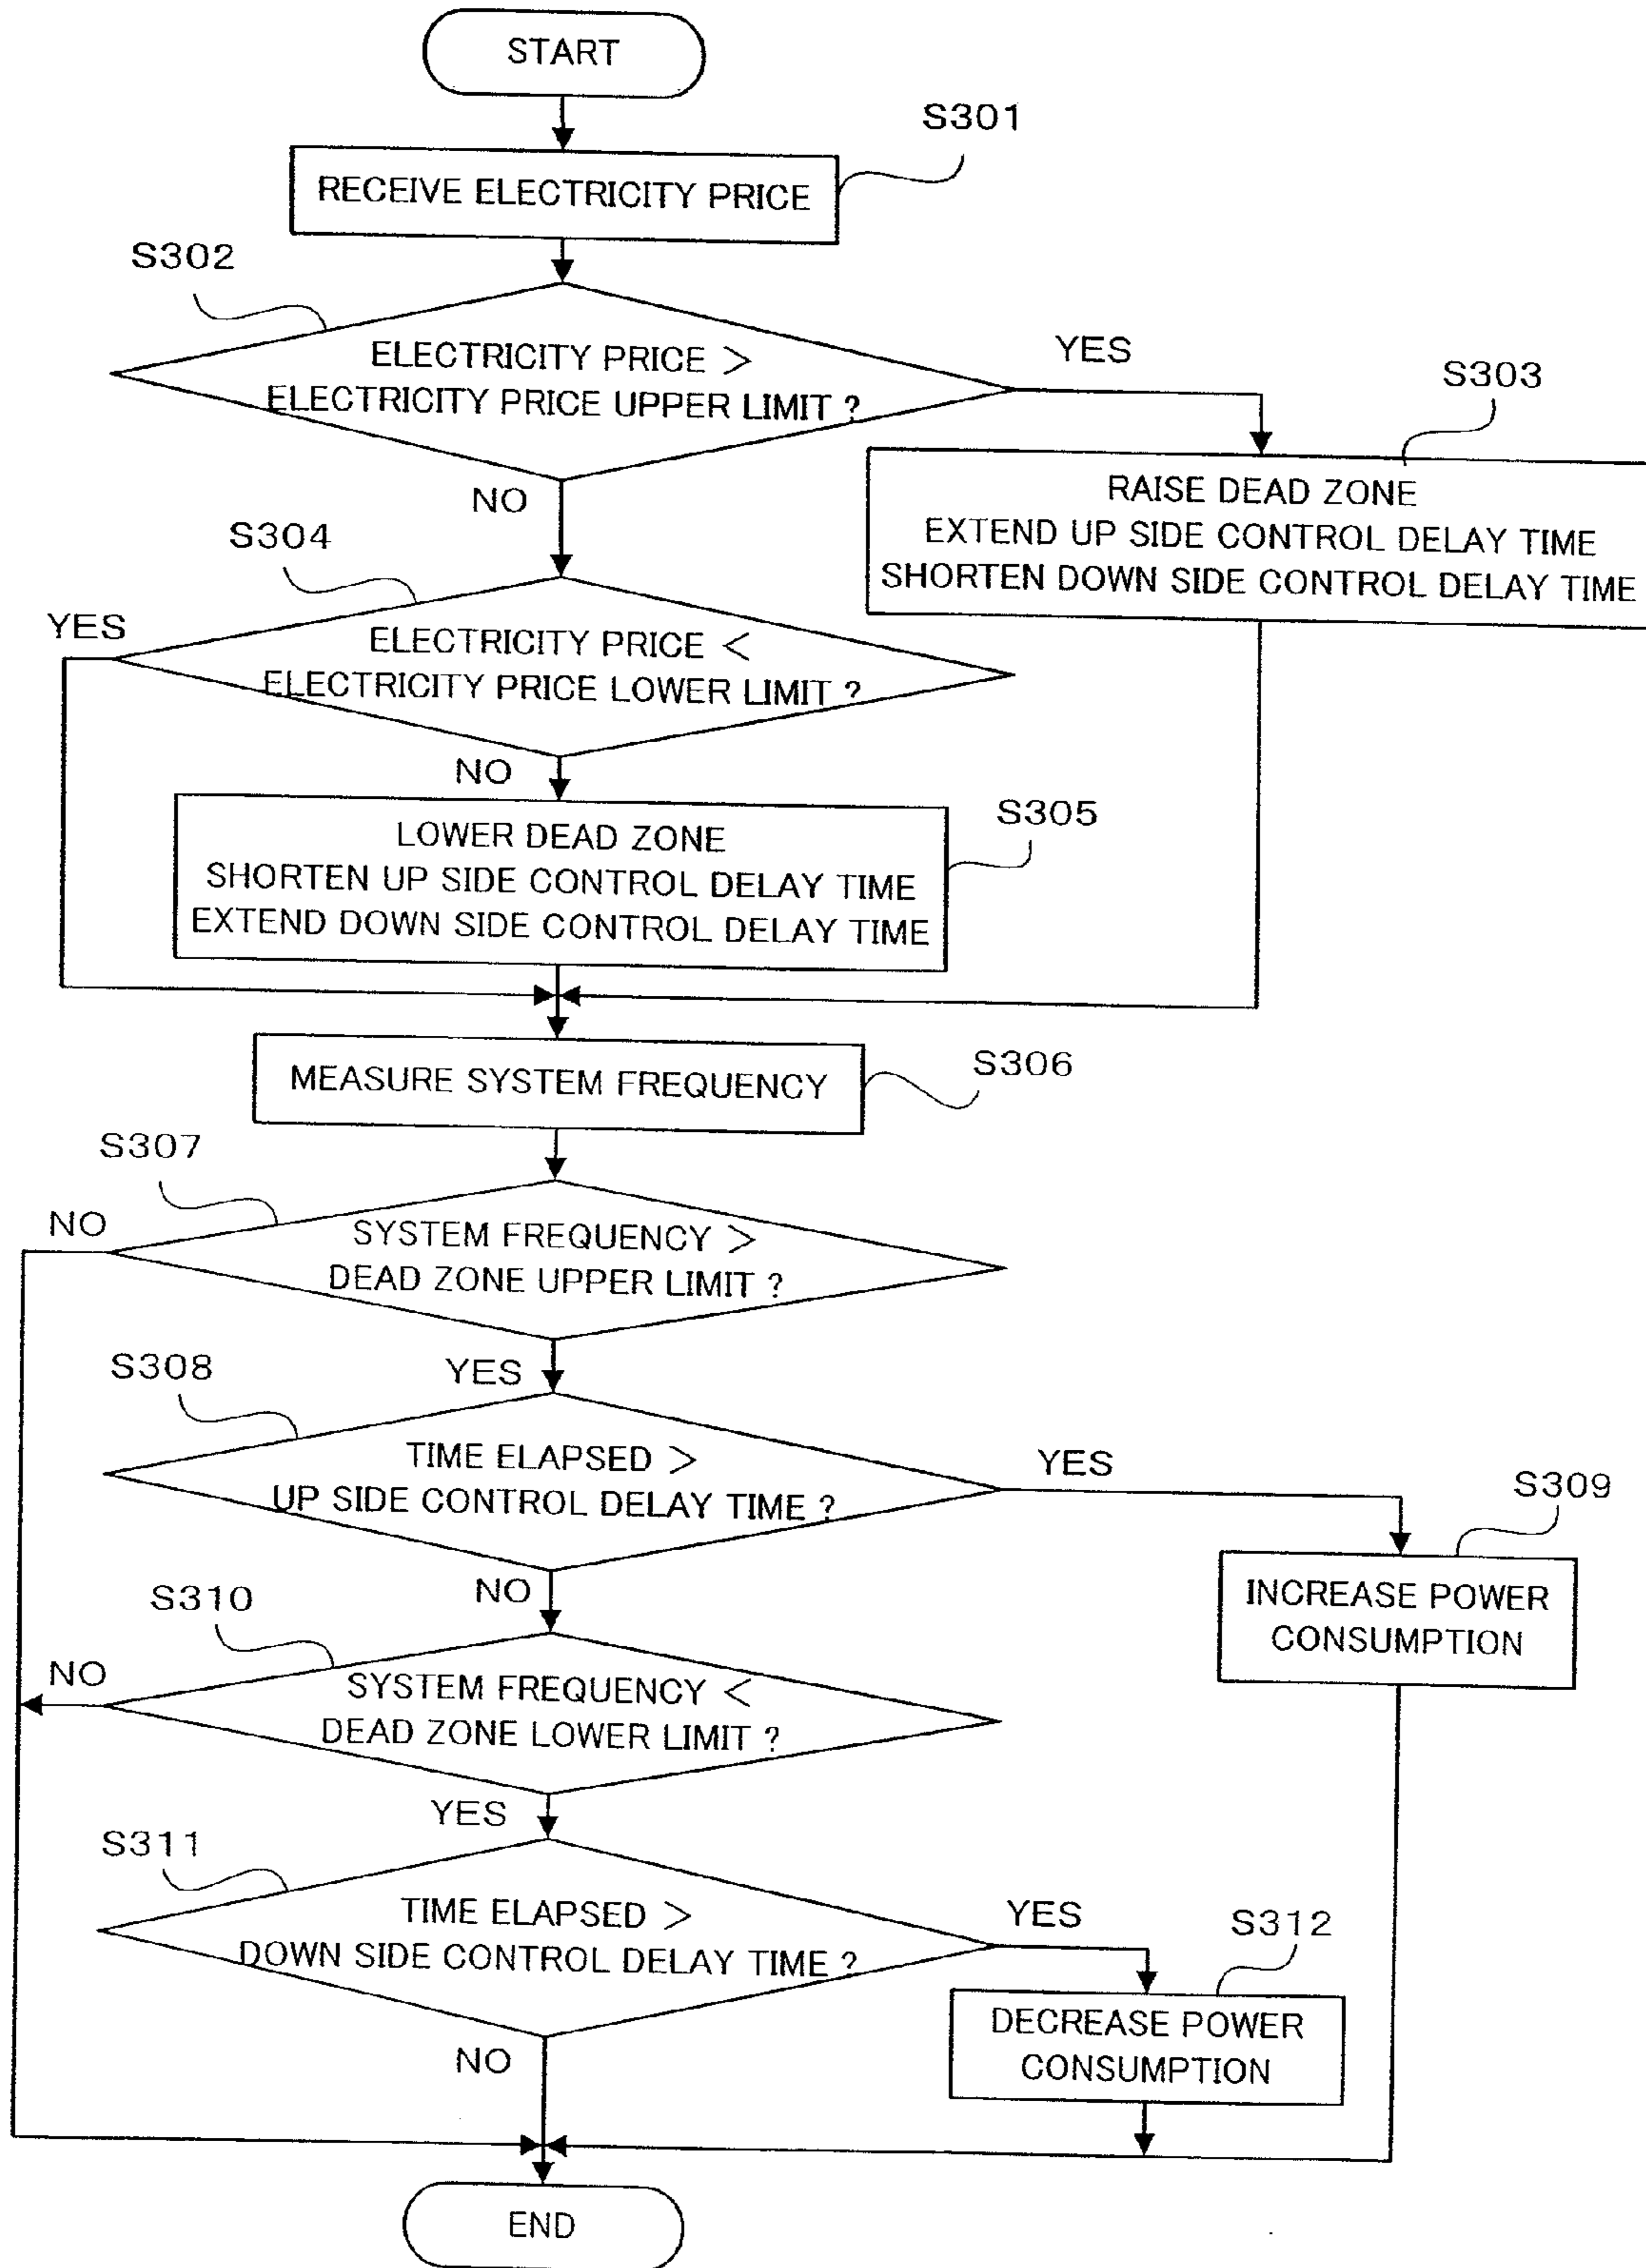 START
S301
RECEIVE ELECTRICITY PRICE
S302
ELECTRICITY PRICE >
ELECTRICITY PRICE UPPER LIMIT ?
YES
NO
S303
RAISE DEAD ZONE
EXTEND UP SIDE CONTROL DELAY TIME
SHORTEN DOWN SIDE CONTROL DELAY TIME
S304
YES
ELECTRICITY PRICE <
ELECTRICITY PRICE LOWER LIMIT ?
NO
S305
LOWER DEAD ZONE
SHORTEN UP SIDE CONTROL DELAY TIME
EXTEND DOWN SIDE CONTROL DELAY TIME
MEASURE SYSTEM FREQUENCY
S306
S307
NO
SYSTEM FREQUENCY >
DEAD ZONE UPPER LIMIT ?
YES
S308
TIME ELAPSED >
UP SIDE CONTROL DELAY TIME ?
YES
S309
INCREASE POWER
CONSUMPTION
NO
S310
NO
SYSTEM FREQUENCY <
DEAD ZONE LOWER LIMIT ?
YES
S311
TIME ELAPSED >
DOWN SIDE CONTROL DELAY TIME ?
YES
S312
DECREASE POWER
CONSUMPTION
NO
END